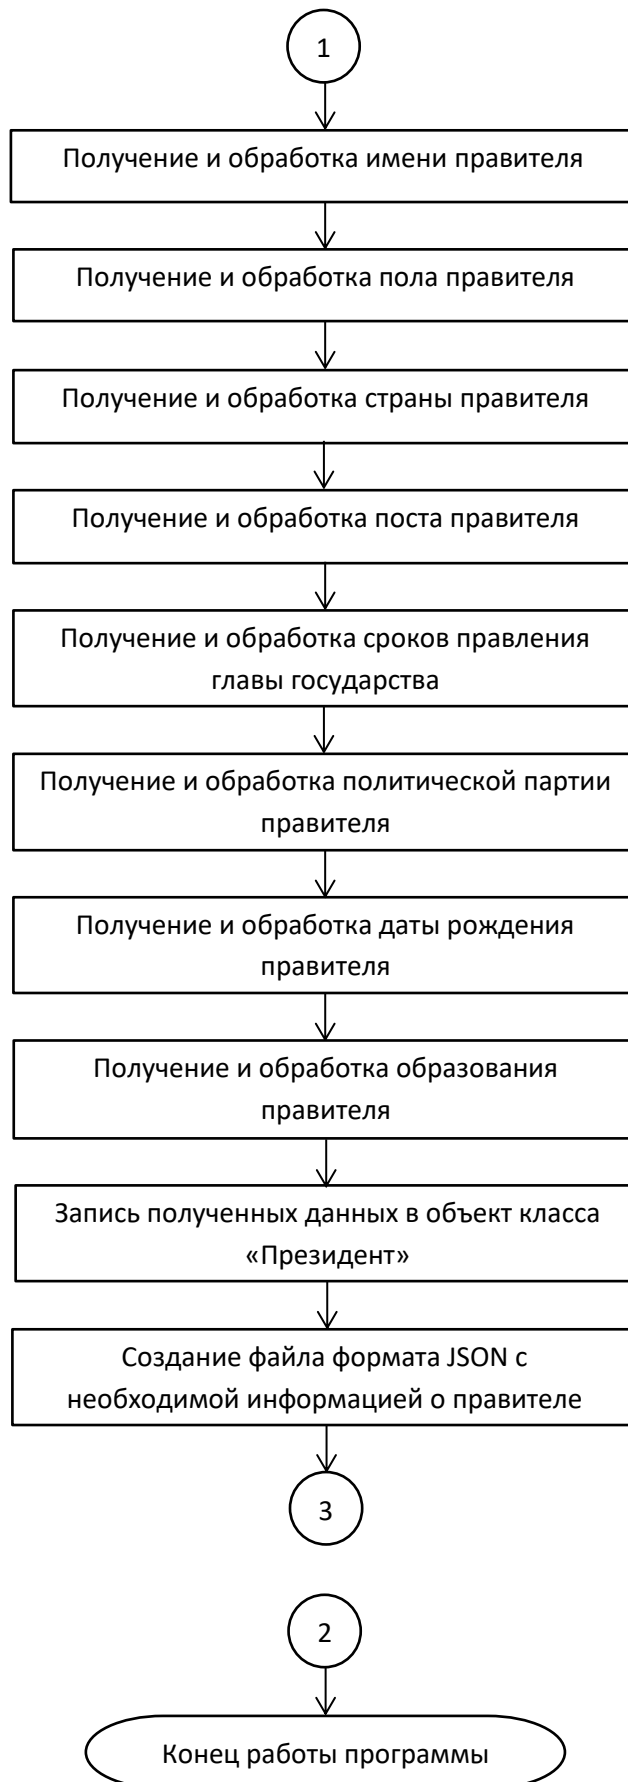 1
Получение и обработка имени правителя
Получение и обработка пола правителя
Получение и обработка страны правителя
Получение и обработка поста правителя
Получение и обработка сроков правления
главы государства
Получение и обработка политической партии
правителя
Получение и обработка даты рождения
правителя
Получение и обработка образования
правителя
Запись полученных данных в объект класса
«Президент»
Создание файла формата JSON с
необходимой информацией о правителе
3
2
Конец работы программы